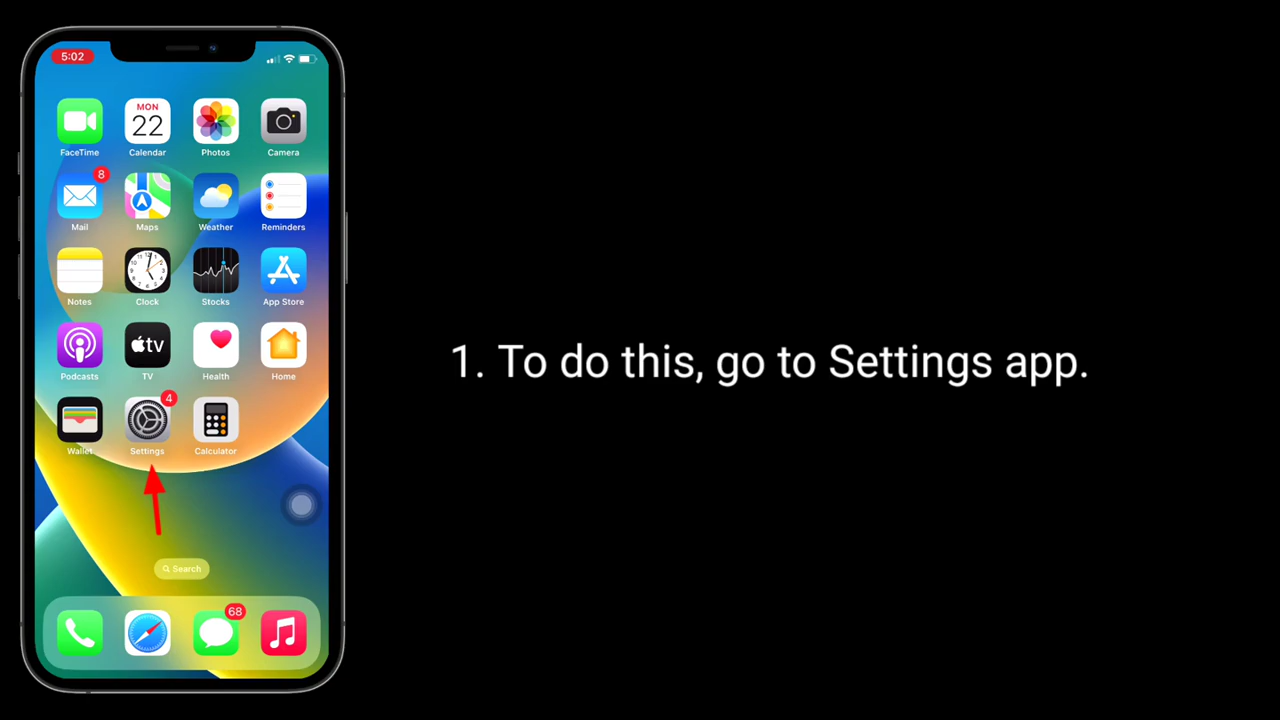 5:02
MON
22
FaceTime Calendar Photos Camera
8
Mail Maps Weather Reminders
Notes Clock Stocks App Store
tv
Podcasts TV Health Home
4
Wallet Settings Calculator
1. To do this, go to Settings app.
Search
68